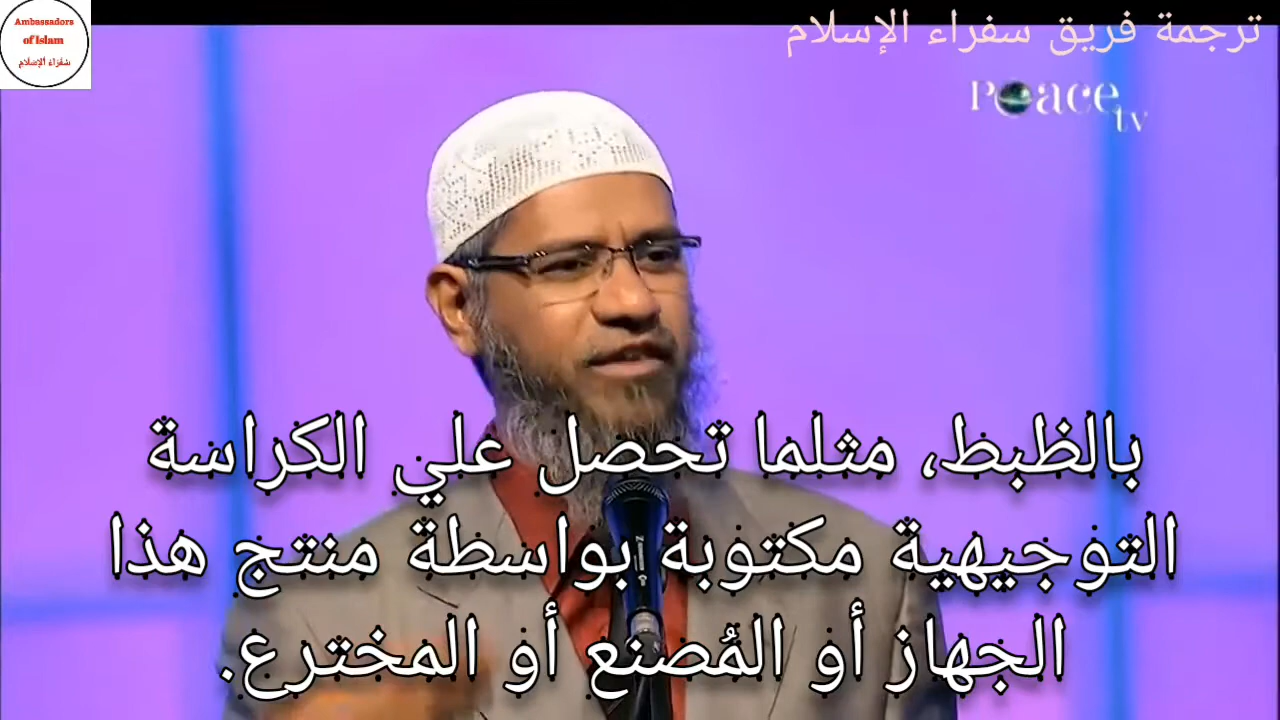 Ambassadors
of Islam
سفراء الإسلام
ترجمة فريق سفراء الإسلام
Peace
tv
بالظبط، مثلما تحصل علي الكراسة
التوجيهية مكتوبة بواسطة منتج هذا
الجهاز أو المُصنع أو المخترع.